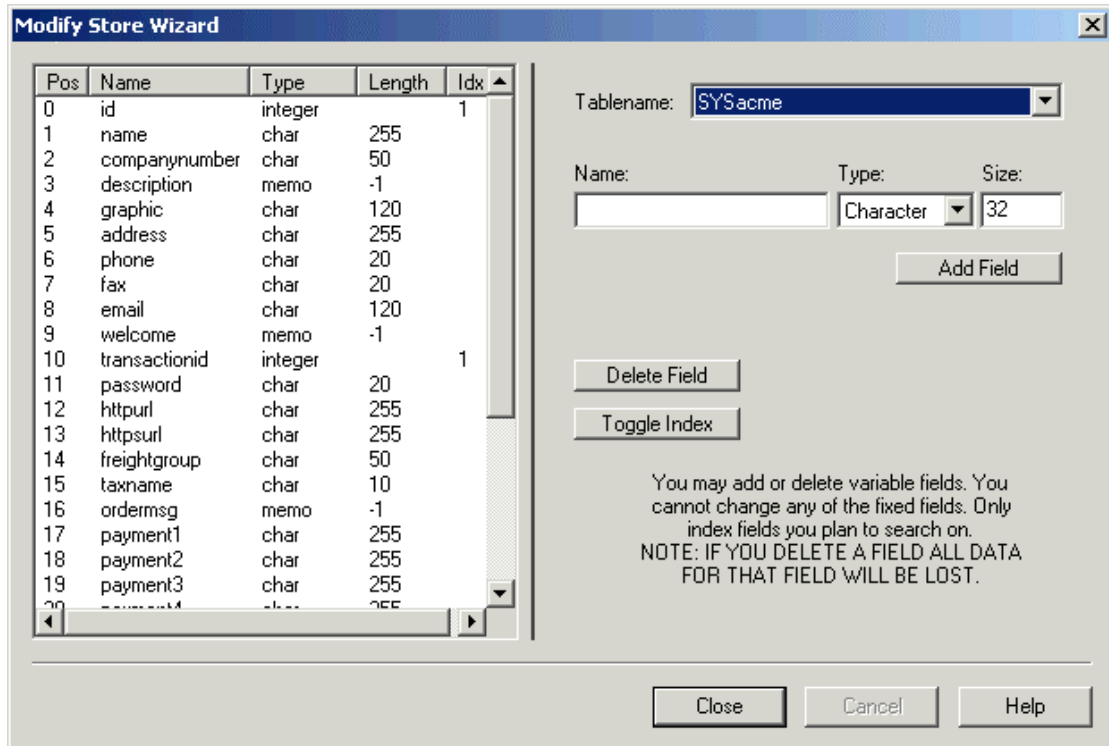 Modify Store Wizard
Pos Name Type Length Idx
0 id integer 1
1 name char 255
2 companynumber char 50
3 description memo -1
4 graphic char 120
5 address char 255
6 phone char 20
7 fax char 20
8 email char 120
9 welcome memo -1
10 transactionid integer 1
11 password char 20
12 httpurl char 255
13 httpsurl char 255
14 freightgroup char 50
15 taxname char 10
16 ordermsg memo -1
17 payment1 char 255
18 payment2 char 255
19 payment3 char 255
20 payment4 char 255
Tablename: SYSacme
Name: Type: Size:
Character 32
Add Field
Delete Field
Toggle Index
You may add or delete variable fields. You
cannot change any of the fixed fields. Only
index fields you plan to search on.
NOTE: IF YOU DELETE A FIELD ALL DATA
FOR THAT FIELD WILL BE LOST.
Close Cancel Help